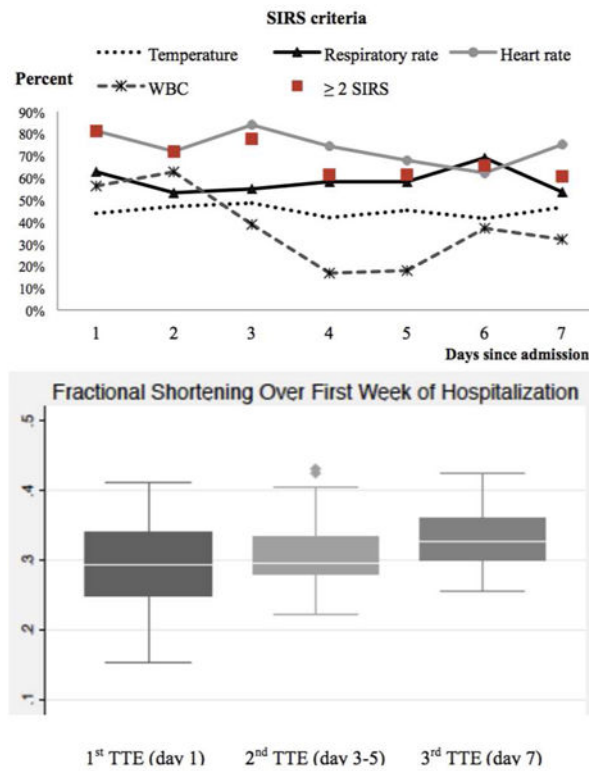 SIRS criteria
Temperature Respiratory rate Heart rate
Percent WBC ≥ 2 SIRS
90%
80%
70%
60%
50%
40%
30%
20%
10%
0%
1 2 3 4 5 6 7
Days since admission
Fractional Shortening Over First Week of Hospitalization
.5
.4
.3
.2
.1
1st TTE (day 1) 2nd TTE (day 3-5) 3rd TTE (day 7)